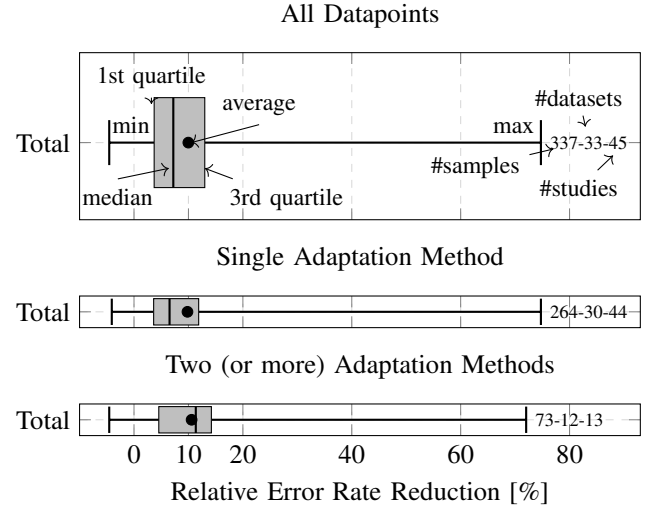 All Datapoints
1st quartile
#datasets
average
min
max
Total
337-33-45
#samples
median
3rd quartile
#studies
Single Adaptation Method
Total
264-30-44
Two (or more) Adaptation Methods
Total
73-12-13
0 10 20 40 60 80
Relative Error Rate Reduction [%]